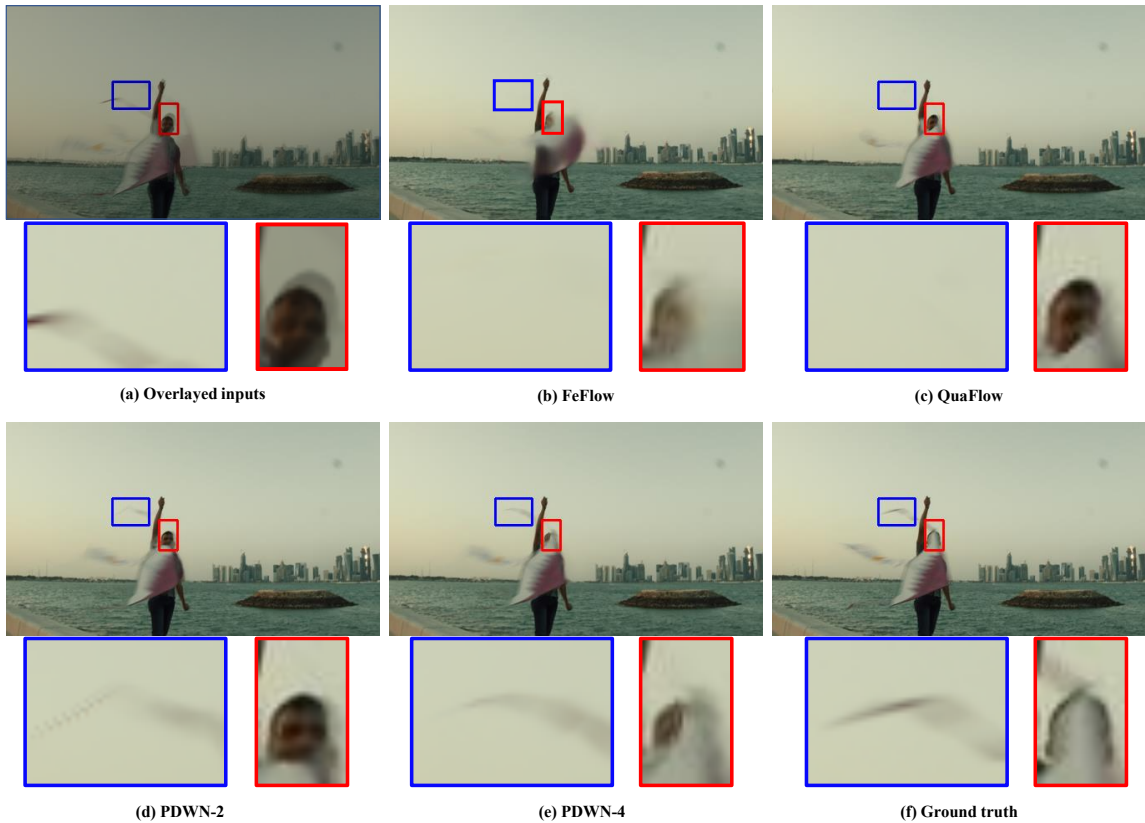 (a) Overlayed inputs
(b) FeFlow
(c) QuaFlow
(d) PDWN-2
(e) PDWN-4
(f) Ground truth